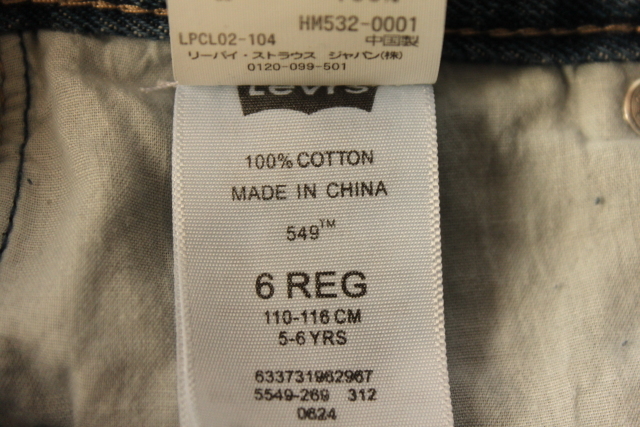 HM532-0001
LPCL02-104 中国製
リーバイ・ストラウス ジャパン(株)
0120-099-501
Levi's
100% COTTON
MADE IN CHINA
549™
6 REG
110-116 CM
5-6 YRS
633731962967
5549-269 312
0624